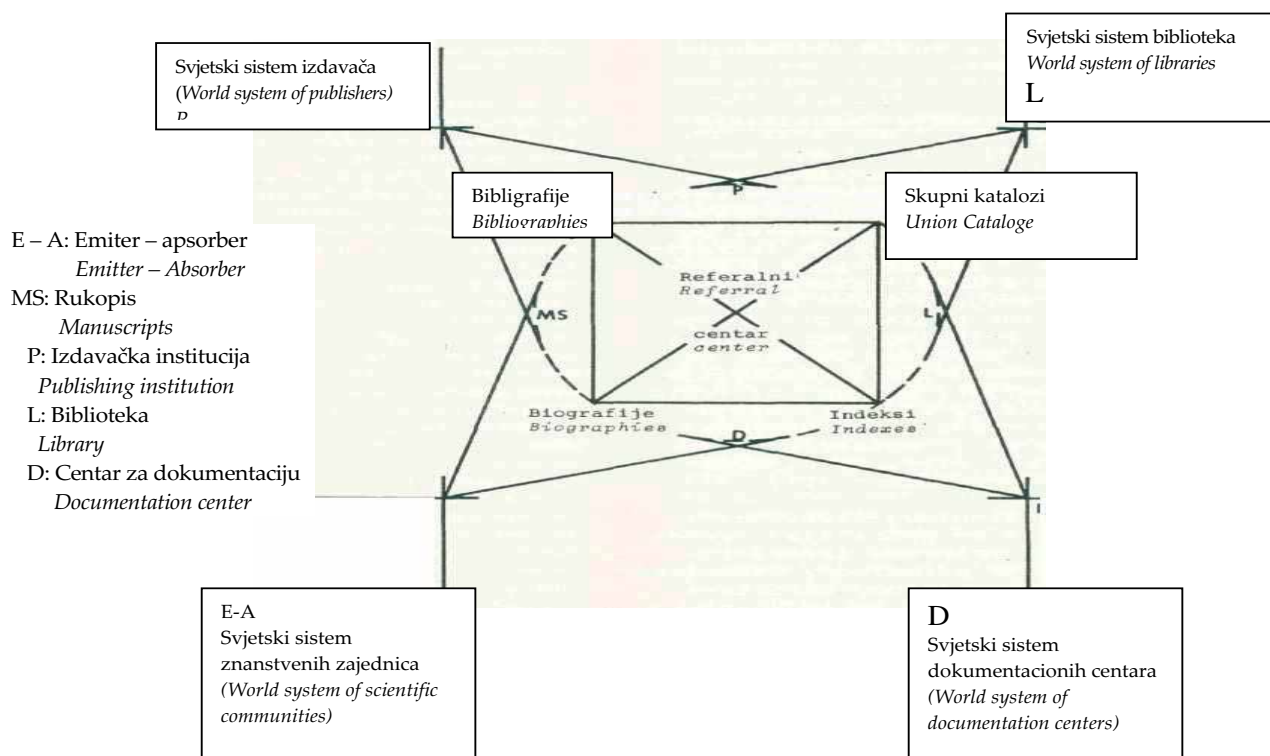 Svjetski sistem izdavača
(World system of publishers)
Svjetski sistem biblioteka
World system of libraries
L
P
Bibligrafije
Bibliographies
Skupni katalozi
Union Cataloge
E – A: Emiter – apsorber
Emitter – Absorber
MS: Rukopis
Manuscripts
P: Izdavačka institucija
Publishing institution
L: Biblioteka
Library
D: Centar za dokumentaciju
Documentation center
Referalni
Referral
MS
L
centar
center
Biografije
Biographies
Indeksi
Indexes
D
E-A
Svjetski sistem
znanstvenih zajednica
(World system of scientific
communities)
D
Svjetski sistem
dokumentacionih centara
(World system of
documentation centers)